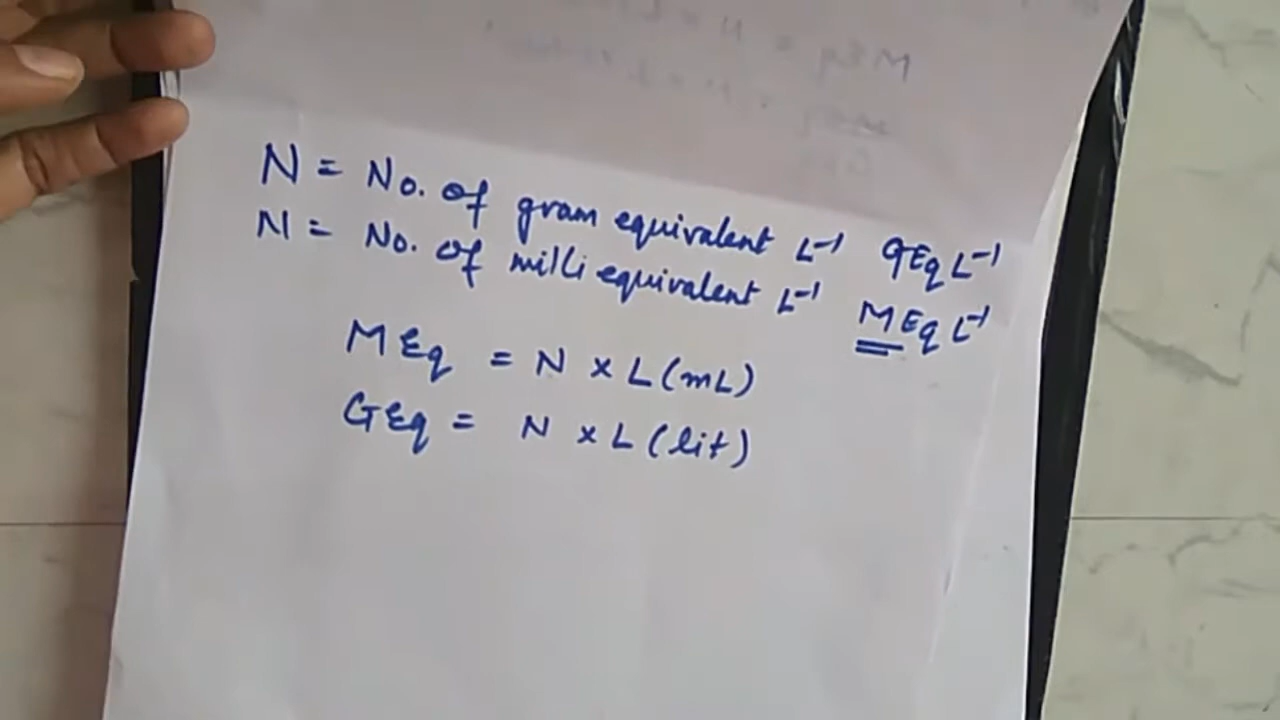 N = No. of gram equivalent L⁻¹ GEq L⁻¹
N = No. of milli equivalent L⁻¹ MEq L⁻¹
MEq = N × L (mL)
GEq = N × L (lit)